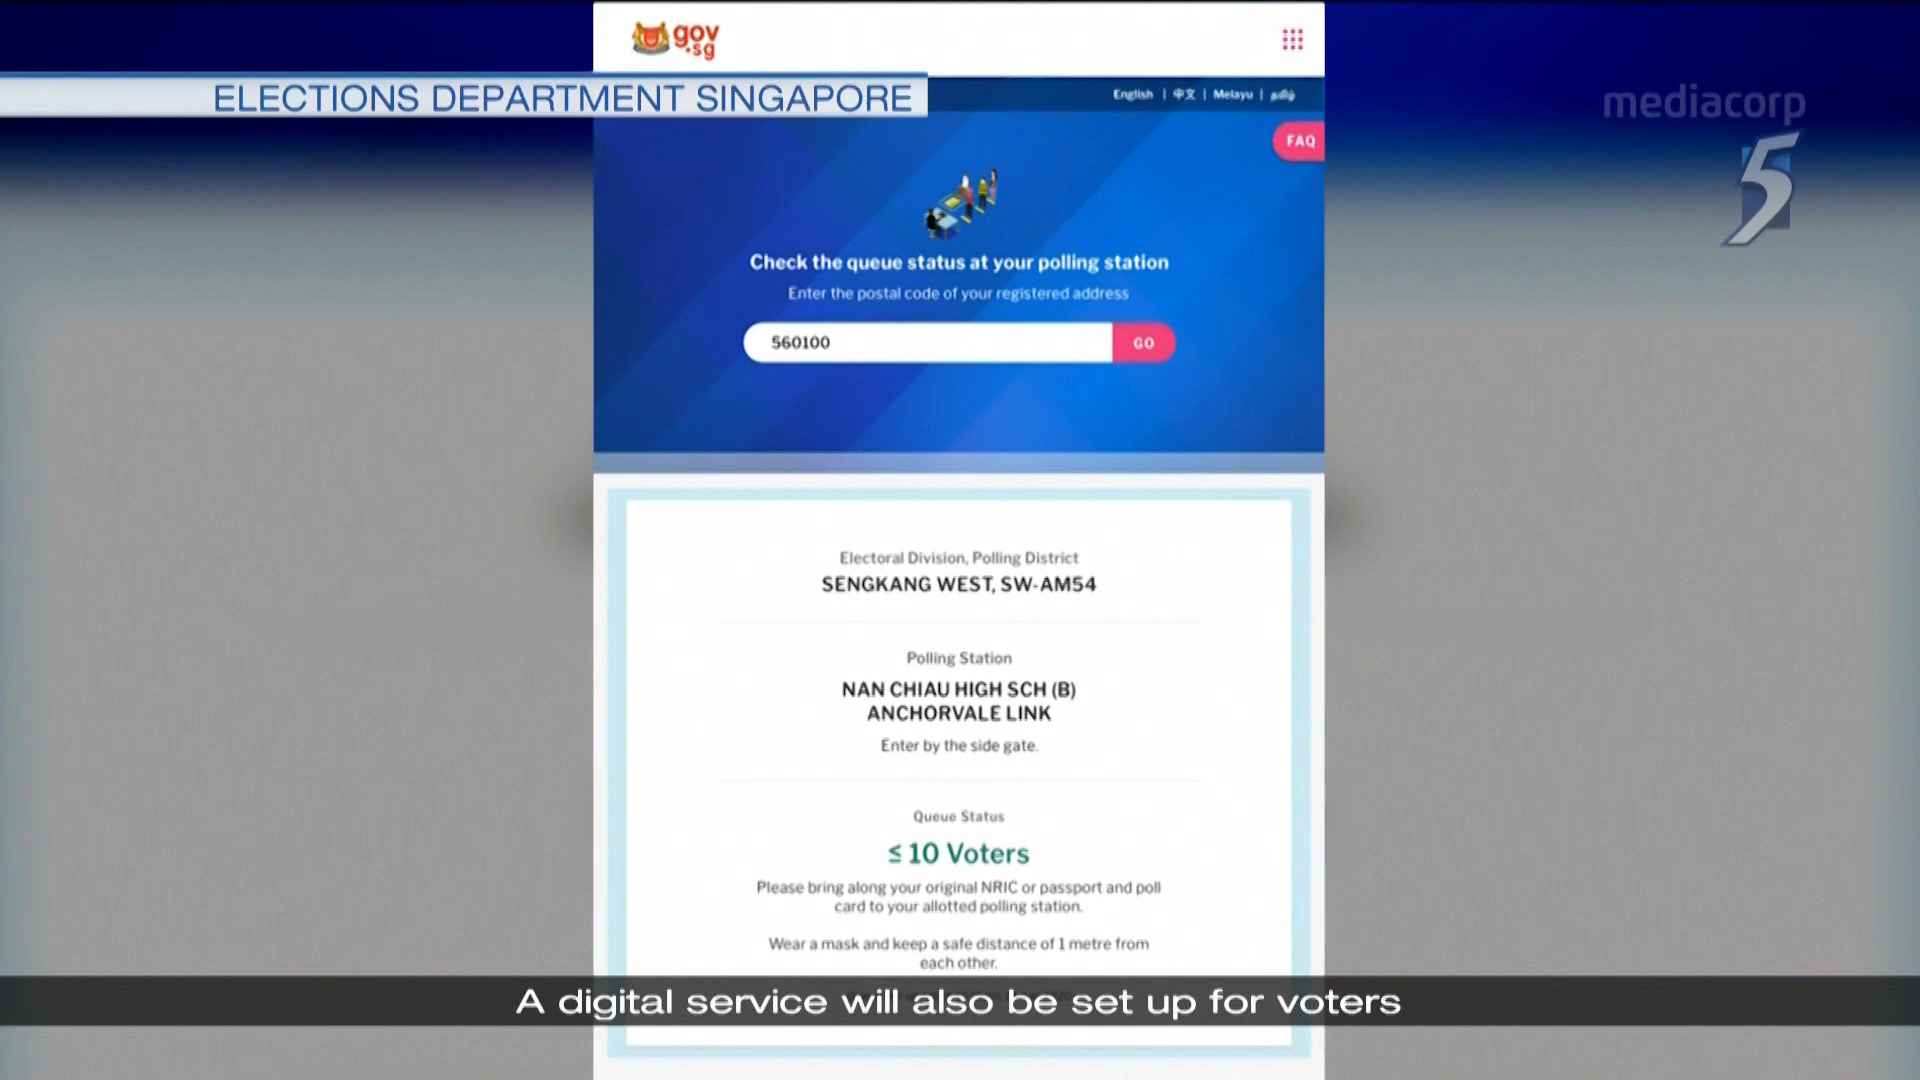 gov
.sg
ELECTIONS DEPARTMENT SINGAPORE
English | 中文 | Melayu | தமிழ்
mediacorp
5
FAQ
Check the queue status at your polling station
Enter the postal code of your registered address
560100
GO
Electoral Division, Polling District
SENGKANG WEST, SW-AM54
Polling Station
NAN CHIAU HIGH SCH (B)
ANCHORVALE LINK
Enter by the side gate.
Queue Status
≤ 10 Voters
Please bring along your original NRIC or passport and poll
card to your allotted polling station.
Wear a mask and keep a safe distance of 1 metre from
each other.
A digital service will also be set up for voters